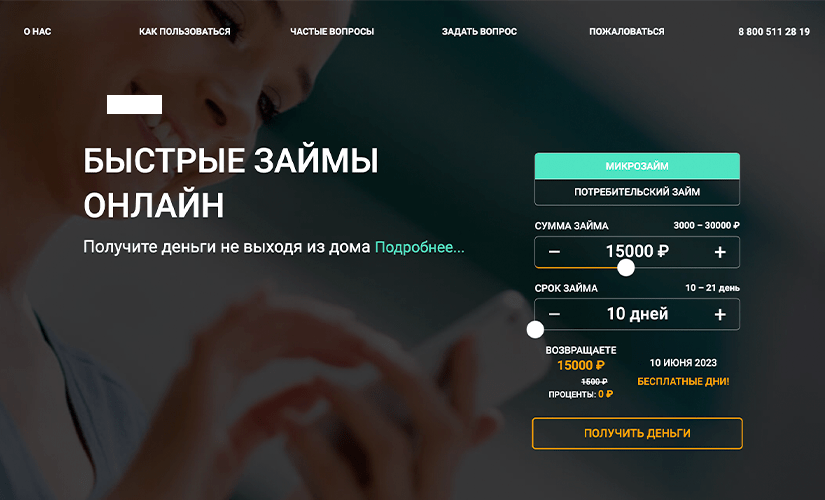 О НАС
КАК ПОЛЬЗОВАТЬСЯ
ЧАСТЫЕ ВОПРОСЫ
ЗАДАТЬ ВОПРОС
ПОЖАЛОВАТЬСЯ
8 800 511 28 19
БЫСТРЫЕ ЗАЙМЫ
ОНЛАЙН
Получите деньги не выходя из дома Подробнее...
МИКРОЗАЙМ
ПОТРЕБИТЕЛЬСКИЙ ЗАЙМ
СУММА ЗАЙМА 3000 – 30000 ₽
− 15000 ₽ +
СРОК ЗАЙМА 10 – 21 день
− 10 дней +
ВОЗВРАЩАЕТЕ
15000 ₽
1500 ₽
ПРОЦЕНТЫ: 0 ₽
10 ИЮНЯ 2023
БЕСПЛАТНЫЕ ДНИ!
ПОЛУЧИТЬ ДЕНЬГИ